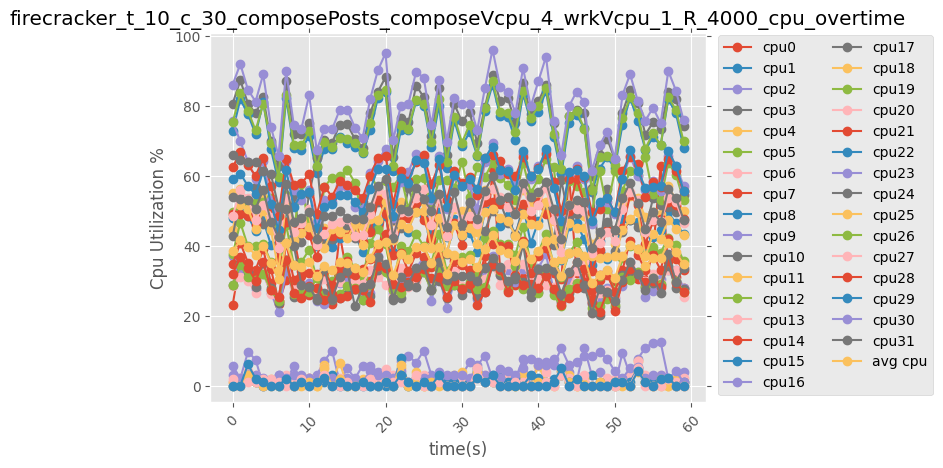 firecracker_t_10_c_30_composePosts_composeVcpu_4_wrkVcpu_1_R_4000_cpu_overtime
100
80
60
40
20
0
Cpu Utilization %
0
10
20
30
40
50
60
time(s)
cpu0
cpu1
cpu2
cpu3
cpu4
cpu5
cpu6
cpu7
cpu8
cpu9
cpu10
cpu11
cpu12
cpu13
cpu14
cpu15
cpu16
cpu17
cpu18
cpu19
cpu20
cpu21
cpu22
cpu23
cpu24
cpu25
cpu26
cpu27
cpu28
cpu29
cpu30
cpu31
avg cpu